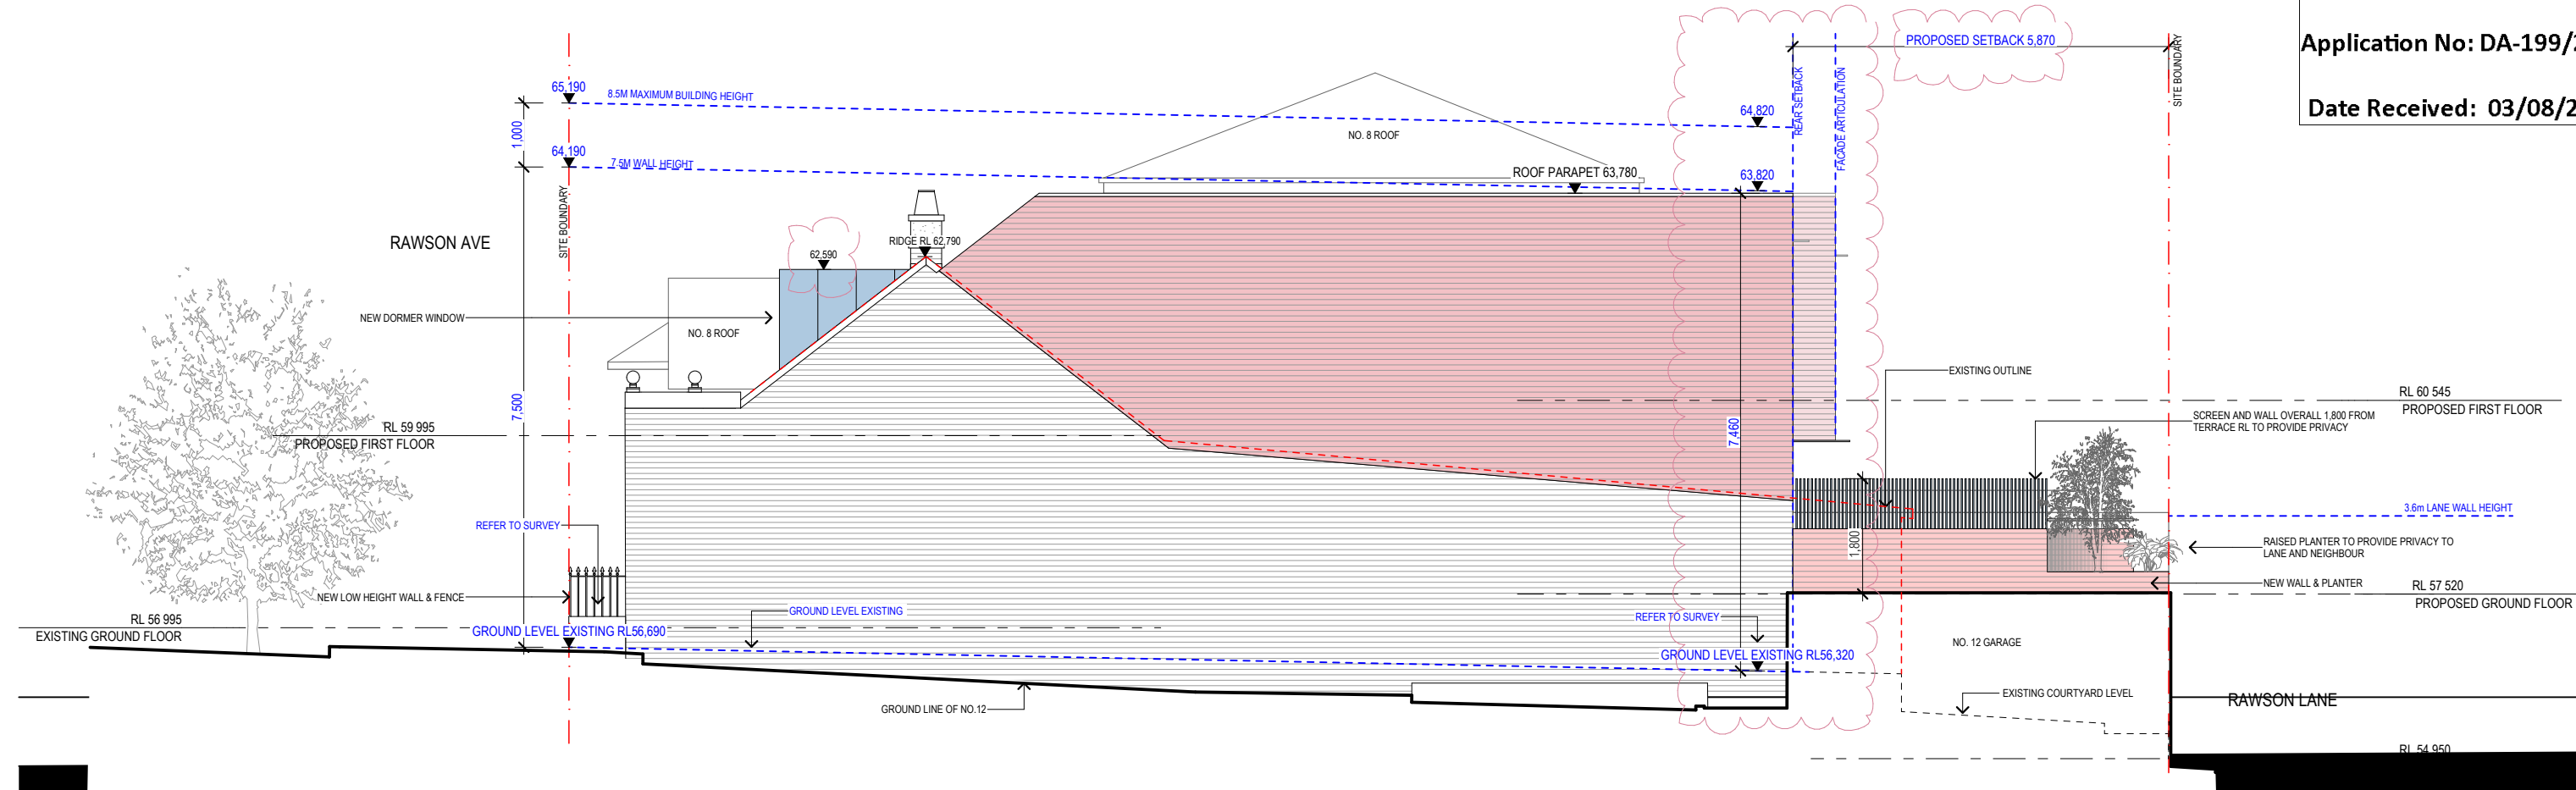 Application No: DA-199/2
Date Received: 03/08/2
PROPOSED SETBACK 5,870
SITE BOUNDARY
REAR SETBACK
FACADE ARTICULATION
65,190
8.5M MAXIMUM BUILDING HEIGHT
1,000
64,190
7.5M WALL HEIGHT
64,820
NO. 8 ROOF
ROOF PARAPET 63,780
63,820
SITE BOUNDARY
RAWSON AVE
RIDGE RL 62,790
62,590
NEW DORMER WINDOW
NO. 8 ROOF
EXISTING OUTLINE
RL 60 545
PROPOSED FIRST FLOOR
SCREEN AND WALL OVERALL 1,800 FROM
TERRACE RL TO PROVIDE PRIVACY
7,500
7,460
RL 59 995
PROPOSED FIRST FLOOR
3.6m LANE WALL HEIGHT
REFER TO SURVEY
1,800
RAISED PLANTER TO PROVIDE PRIVACY TO
LANE AND NEIGHBOUR
NEW WALL & PLANTER
RL 57 520
PROPOSED GROUND FLOOR
NEW LOW HEIGHT WALL & FENCE
GROUND LEVEL EXISTING
REFER TO SURVEY
RL 56 995
EXISTING GROUND FLOOR
GROUND LEVEL EXISTING RL56,690
GROUND LEVEL EXISTING RL56,320
NO. 12 GARAGE
EXISTING COURTYARD LEVEL
RAWSON LANE
GROUND LINE OF NO.12
RL 54 950